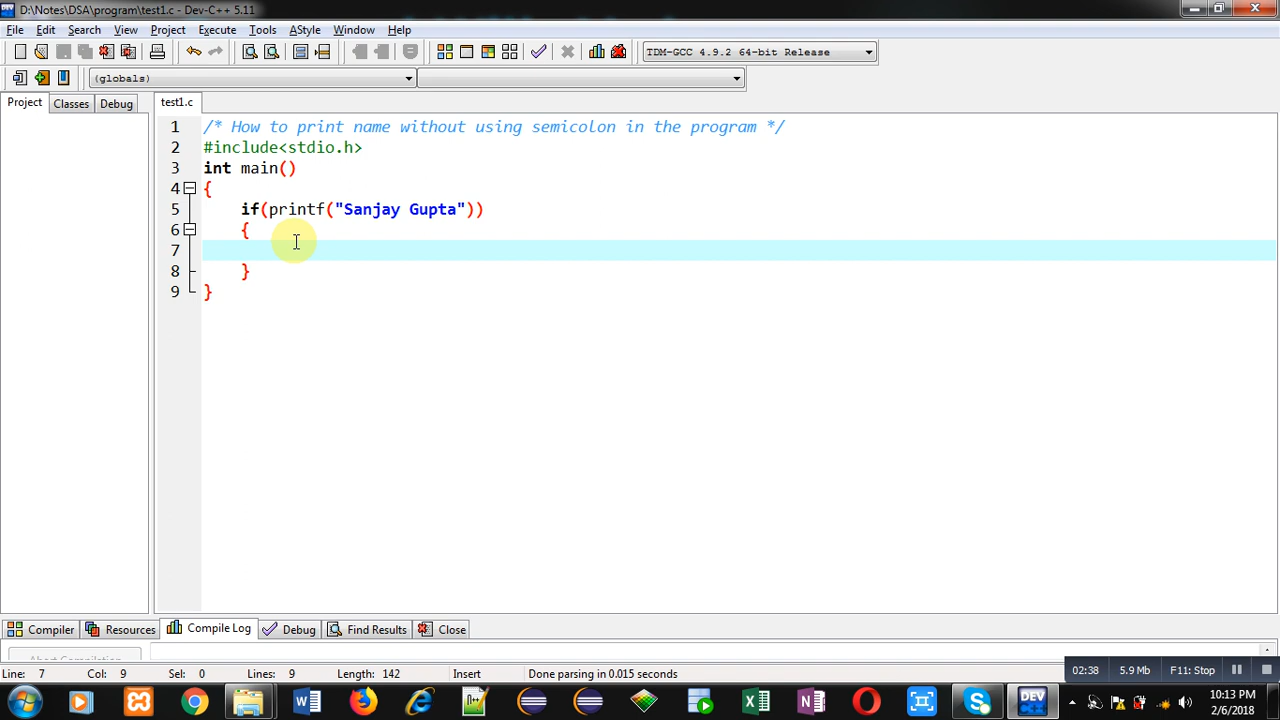 D:\Notes\DSA\program\test1.c - Dev-C++ 5.11
File Edit Search View Project Execute Tools AStyle Window Help
TDM-GCC 4.9.2 64-bit Release
(globals)
Project Classes Debug
test1.c
1 /* How to print name without using semicolon in the program */
2 #include<stdio.h>
3 int main()
4 {
5 if(printf("Sanjay Gupta"))
6 {
7
8 }
9 }
Compiler Resources Compile Log Debug Find Results Close
Abort Compilation
Line: 7 Col: 9 Sel: 0 Lines: 9 Length: 142 Insert Done parsing in 0.015 seconds
02:38 5.9 Mb F11: Stop
DEV
10:13 PM
2/6/2018